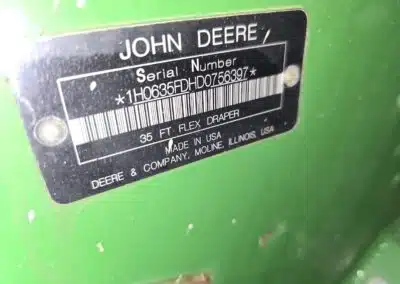 JOHN DEERE
Serial Number
*1H0635FDHD0756397*
35 FT FLEX DRAPER
MADE IN USA
DEERE & COMPANY, MOLINE, ILLINOIS, USA